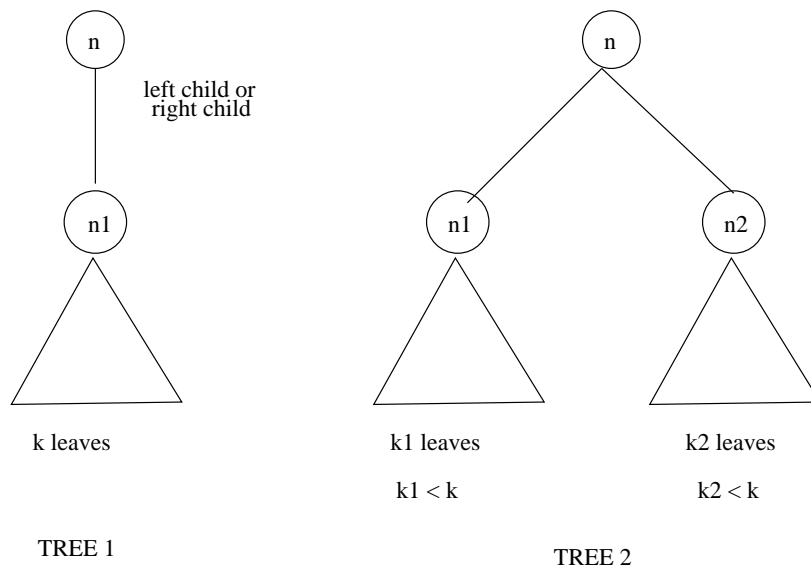 n
left child or
right child
n1
k leaves
TREE 1
n
n1
n2
k1 leaves
k2 leaves
k1 < k
k2 < k
TREE 2